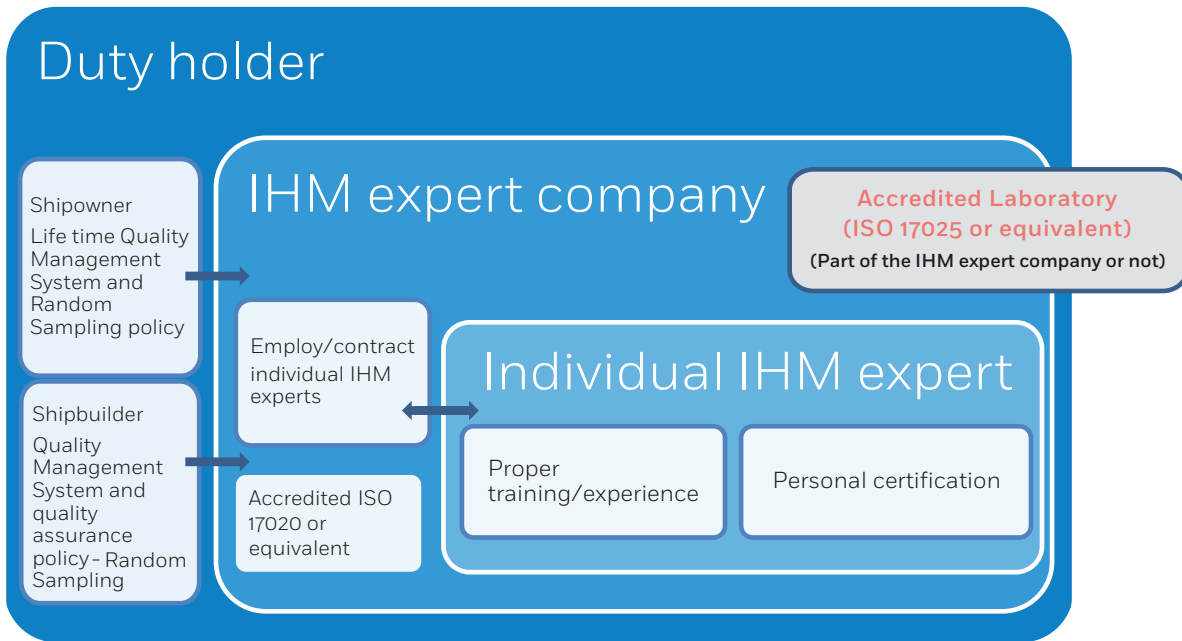 Duty holder
Shipowner
Life time Quality
Management
System and
Random
Sampling policy
Shipbuilder
Quality
Management
System and
quality
assurance
policy - Random
Sampling
IHM expert company
Employ/contract
individual IHM
experts
Accredited ISO
17020 or
equivalent
Individual IHM expert
Proper
training/experience
Personal certification
Accredited Laboratory
(ISO 17025 or equivalent)
(Part of the IHM expert company or not)